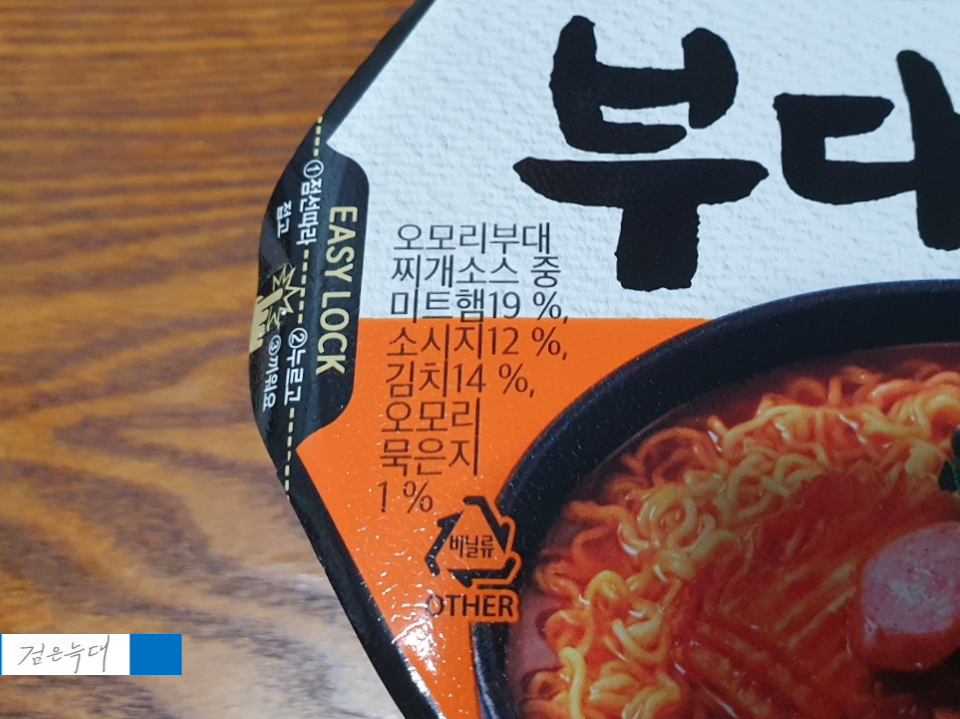 부대
EASY LOCK
①점선따라
접고
②누르고
③끼워요
오모리부대
찌개소스 중
미트햄19 %,
소시지12 %,
김치14 %,
오모리
묵은지
1 %
비닐류
OTHER
검은늑대